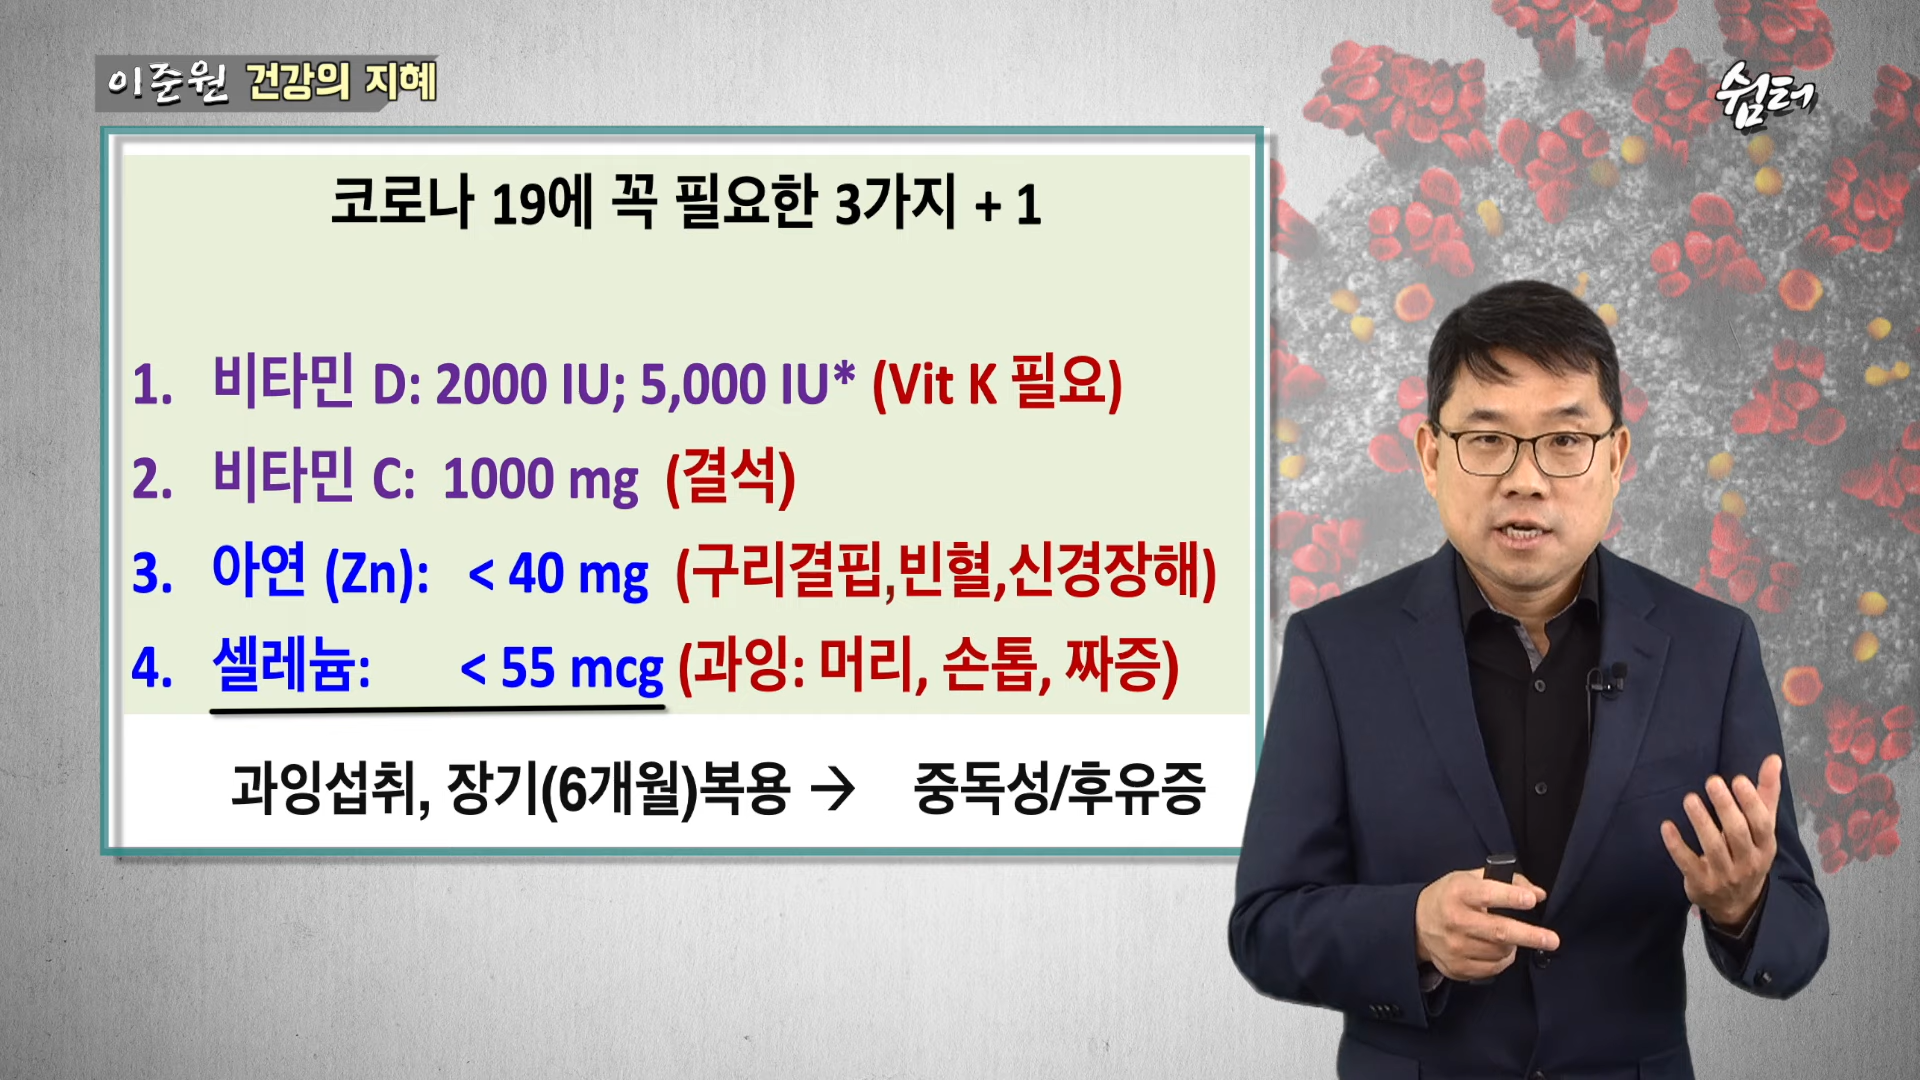 이준원 건강의 지혜
쉼터
코로나 19에 꼭 필요한 3가지 + 1
1. 비타민 D: 2000 IU; 5,000 IU* (Vit K 필요)
2. 비타민 C: 1000 mg (결석)
3. 아연 (Zn): < 40 mg (구리결핍,빈혈,신경장해)
4. 셀레늄: < 55 mcg (과잉: 머리, 손톱, 짜증)
과잉섭취, 장기(6개월)복용 → 중독성/후유증